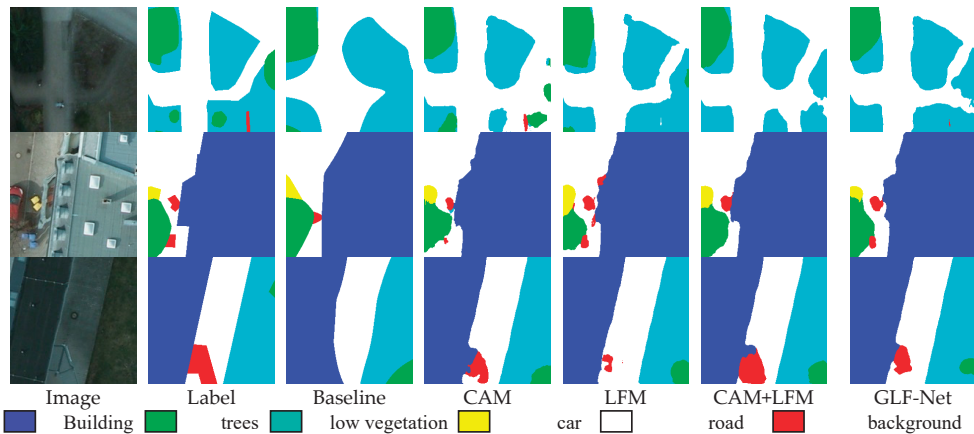 Image Label Baseline CAM LFM CAM+LFM GLF-Net
Building trees low vegetation car road background